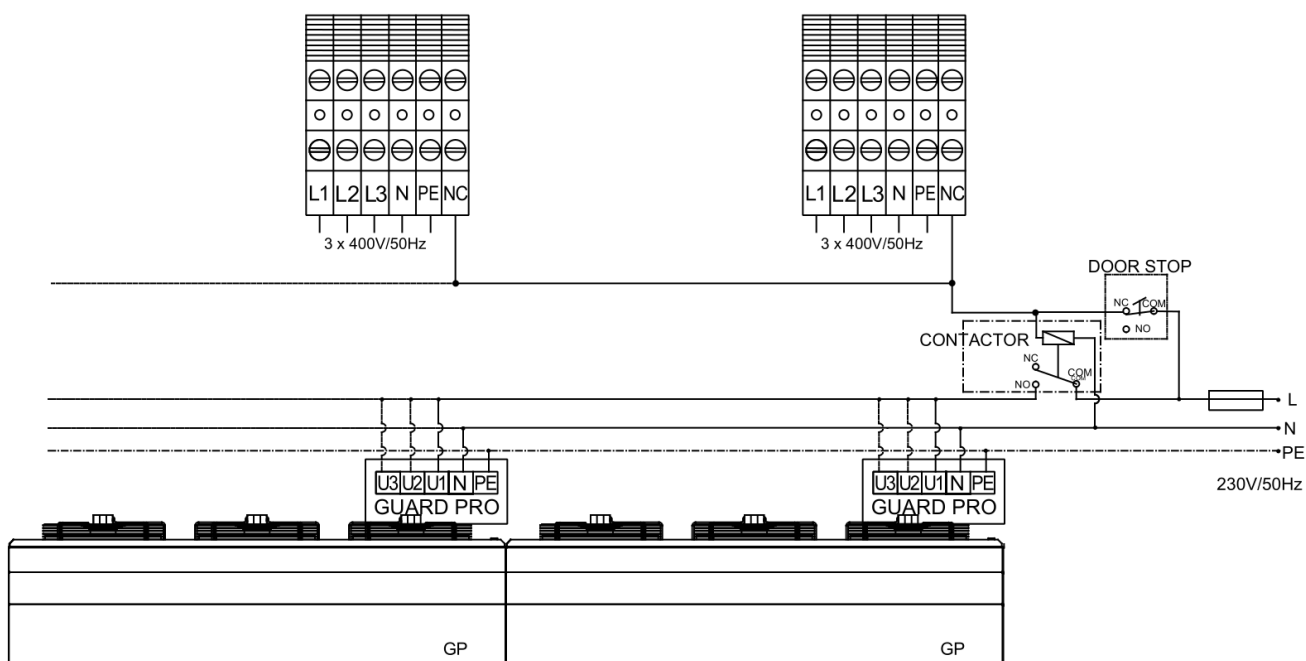 L1 L2 L3 N PE NC
3 x 400V/50Hz
L1 L2 L3 N PE NC
3 x 400V/50Hz
DOOR STOP
NC COM
NO
CONTACTOR
NC
COM
COM
NO
L
N
PE
230V/50Hz
U3 U2 U1 N PE
GUARD PRO
U3 U2 U1 N PE
GUARD PRO
GP
GP